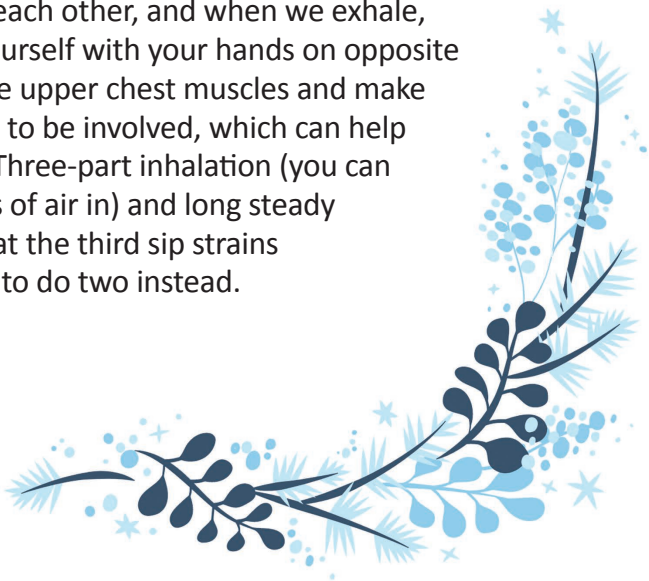 each other, and when we exhale,
urself with your hands on opposite
e upper chest muscles and make
to be involved, which can help
Three-part inhalation (you can
s of air in) and long steady
at the third sip strains
to do two instead.